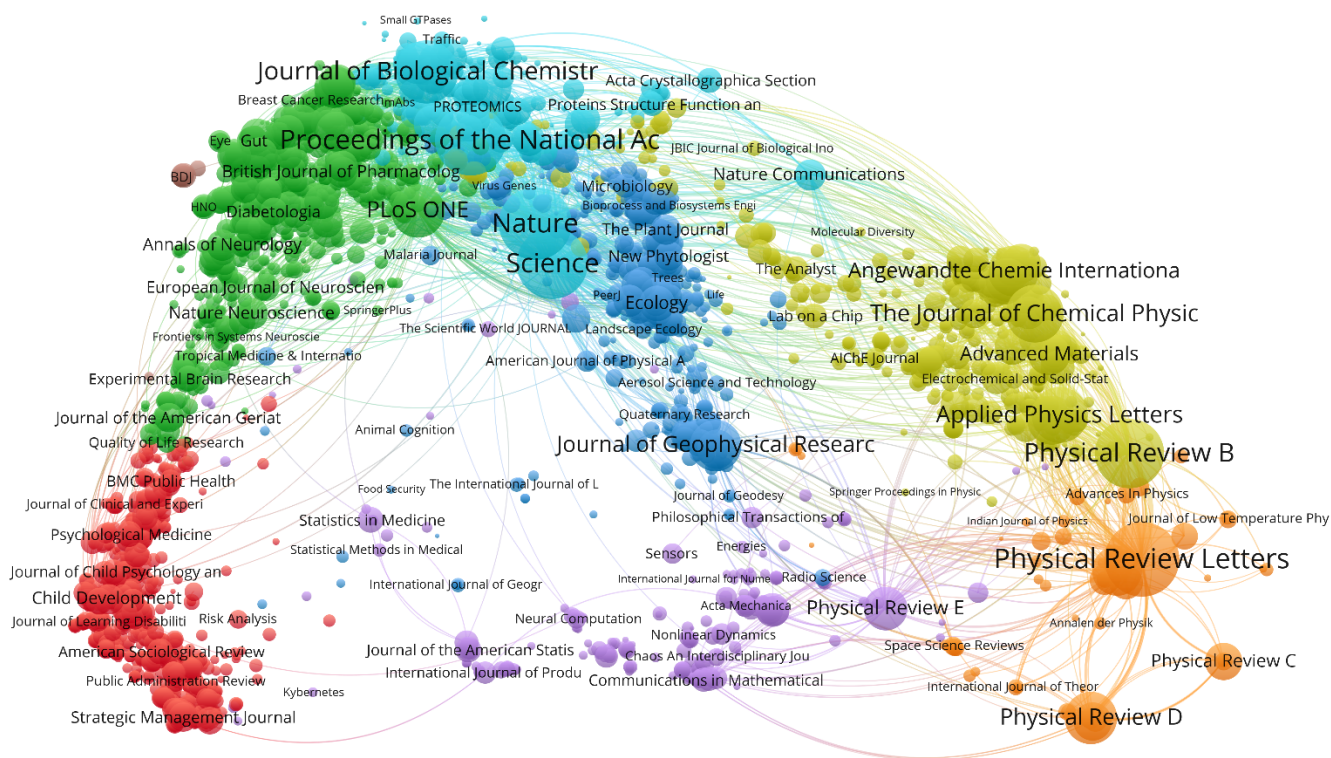 Small GTPases
Traffic
Journal of Biological Chemistr
Acta Crystallographica Section
Breast Cancer Research
mAbs
PROTEOMICS
Proteins Structure Function an
Eye
Gut
Proceedings of the National Ac
JBIC Journal of Biological Ino
BDJ
British Journal of Pharmacolog
Virus Genes
Microbiology
Nature Communications
HNO
Diabetologia
PLoS ONE
Bioprocess and Biosystems Engi
Nature
The Plant Journal
Molecular Diversity
Annals of Neurology
Malaria Journal
Science
New Phytologist
The Analyst
Angewandte Chemie Internationa
Trees
European Journal of Neuroscien
PeerJ
Ecology
Life
Nature Neuroscience
SpringerPlus
Lab on a Chip
The Journal of Chemical Physic
The Scientific World JOURNAL
Landscape Ecology
Frontiers in Systems Neuroscie
Tropical Medicine & Internatio
American Journal of Physical A
AIChE Journal
Advanced Materials
Experimental Brain Research
Aerosol Science and Technology
Electrochemical and Solid-Stat
Journal of the American Geriat
Quaternary Research
Applied Physics Letters
Animal Cognition
Quality of Life Research
Journal of Geophysical Researc
Physical Review B
BMC Public Health
Food Security
The International Journal of L
Journal of Geodesy
Springer Proceedings in Physic
Advances In Physics
Journal of Clinical and Experi
Statistics in Medicine
Philosophical Transactions of
Indian Journal of Physics
Journal of Low Temperature Phy
Psychological Medicine
Statistical Methods in Medical
Sensors
Energies
Physical Review Letters
Journal of Child Psychology an
International Journal of Geogr
International Journal for Nume
Radio Science
Child Development
Acta Mechanica
Physical Review E
Journal of Learning Disabiliti
Risk Analysis
Neural Computation
Nonlinear Dynamics
Annalen der Physik
American Sociological Review
Journal of the American Statis
Chaos An Interdisciplinary Jou
Space Science Reviews
Physical Review C
International Journal of Produ
Public Administration Review
Communications in Mathematical
International Journal of Theor
Kybernetes
Strategic Management Journal
Physical Review D